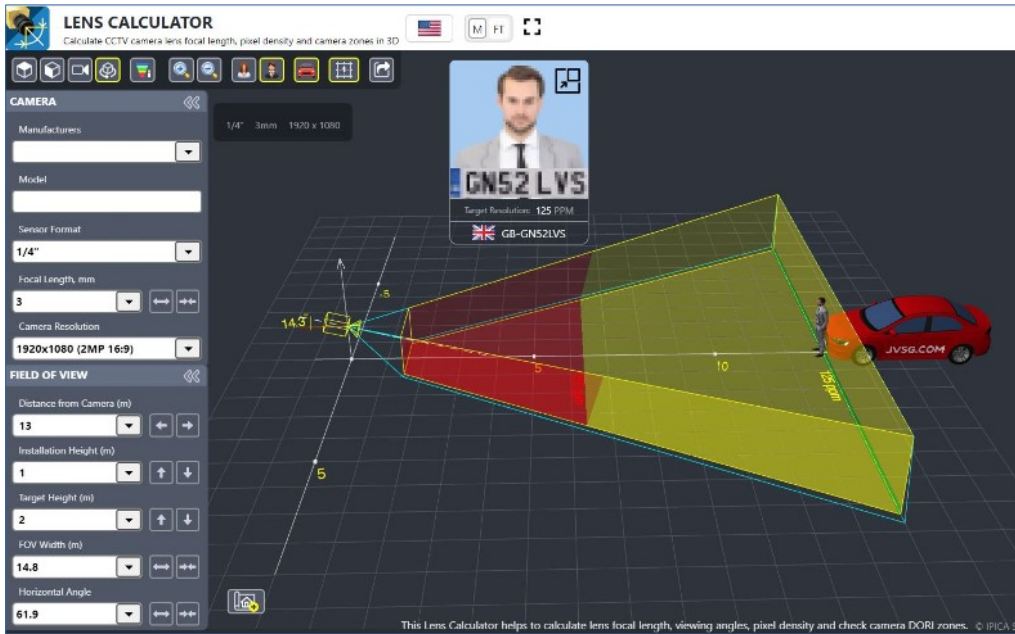 LENS CALCULATOR
Calculate CCTV camera lens focal length, pixel density and camera zones in 3D
M FT
CAMERA
Manufacturers
Model
Sensor Format
1/4"
Focal Length, mm
3
Camera Resolution
1920x1080 (2MP 16:9)
FIELD OF VIEW
Distance from Camera (m)
13
Installation Height (m)
1
Target Height (m)
2
FOV Width (m)
14.8
Horizontal Angle
61.9
1/4" 3mm 1920 x 1080
GN52 LVS
Target Resolution: 125 PPM
GB-GN52LVS
-5
14.3°
5
10
JVSG.COM
125 ppm
5
This Lens Calculator helps to calculate lens focal length, viewing angles, pixel density and check camera DORI zones. © IPICA S